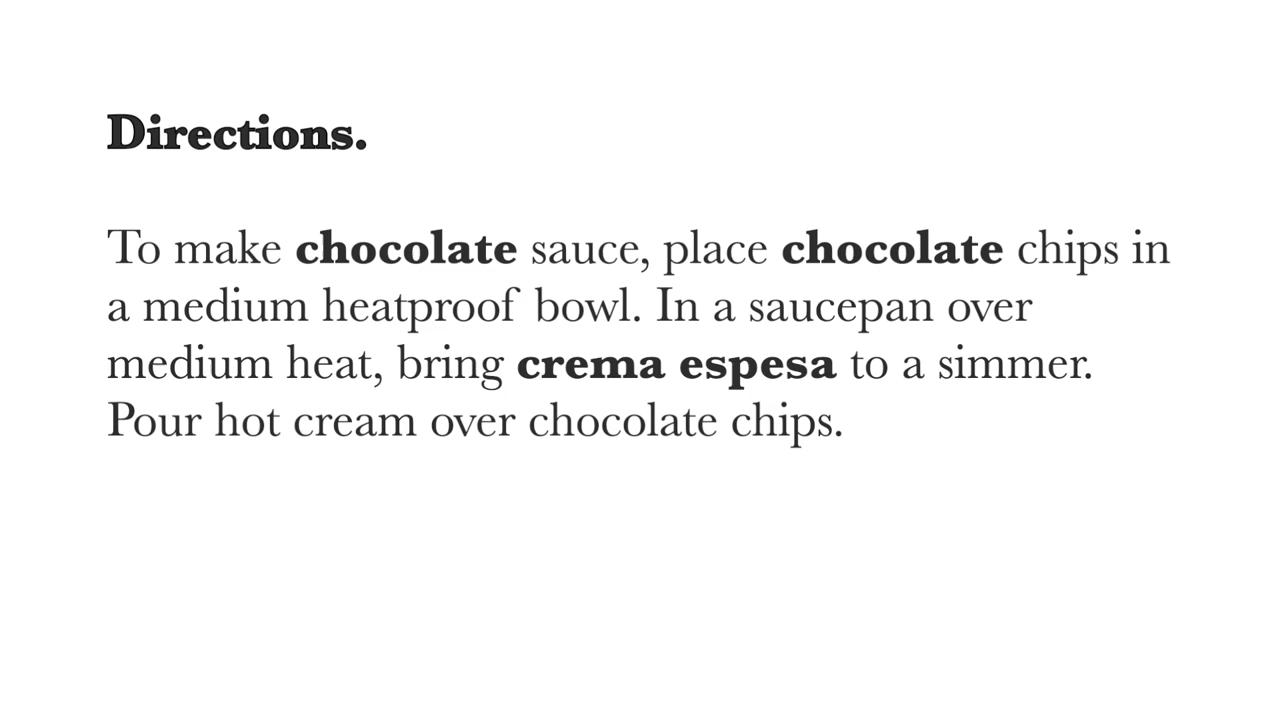 Directions.
To make chocolate sauce, place chocolate chips in
a medium heatproof bowl. In a saucepan over
medium heat, bring crema espesa to a simmer.
Pour hot cream over chocolate chips.